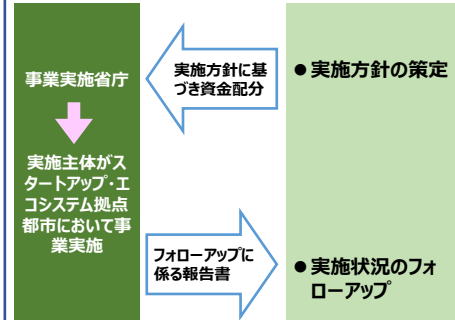 事業実施省庁
実施主体がス
タートアップ・エ
コシステム拠点
都市において事
業実施
実施方針に基
づき資金配分
●実施方針の策定
フォローアップに
係る報告書
●実施状況のフォ
ローアップ